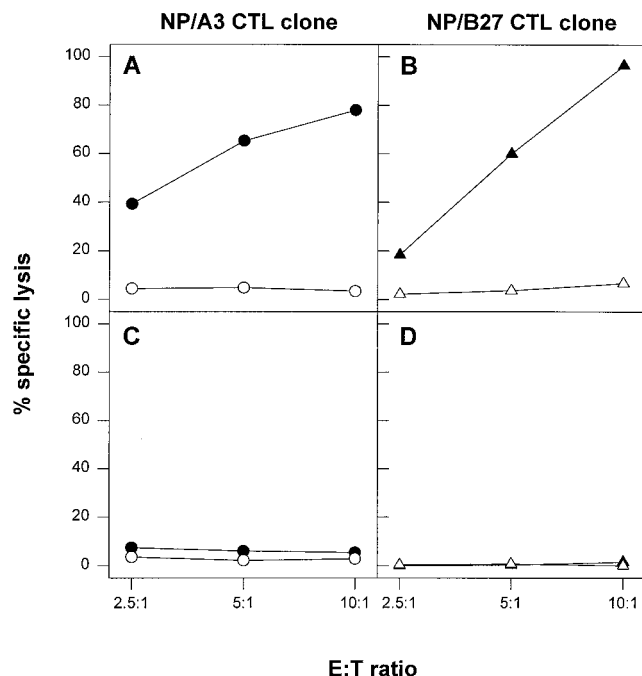 NP/A3 CTL clone
NP/B27 CTL clone
% specific lysis
A
B
100
80
60
40
20
0
C
D
100
80
60
40
20
0
2.5:1 5:1 10:1
2.5:1 5:1 10:1
E:T ratio